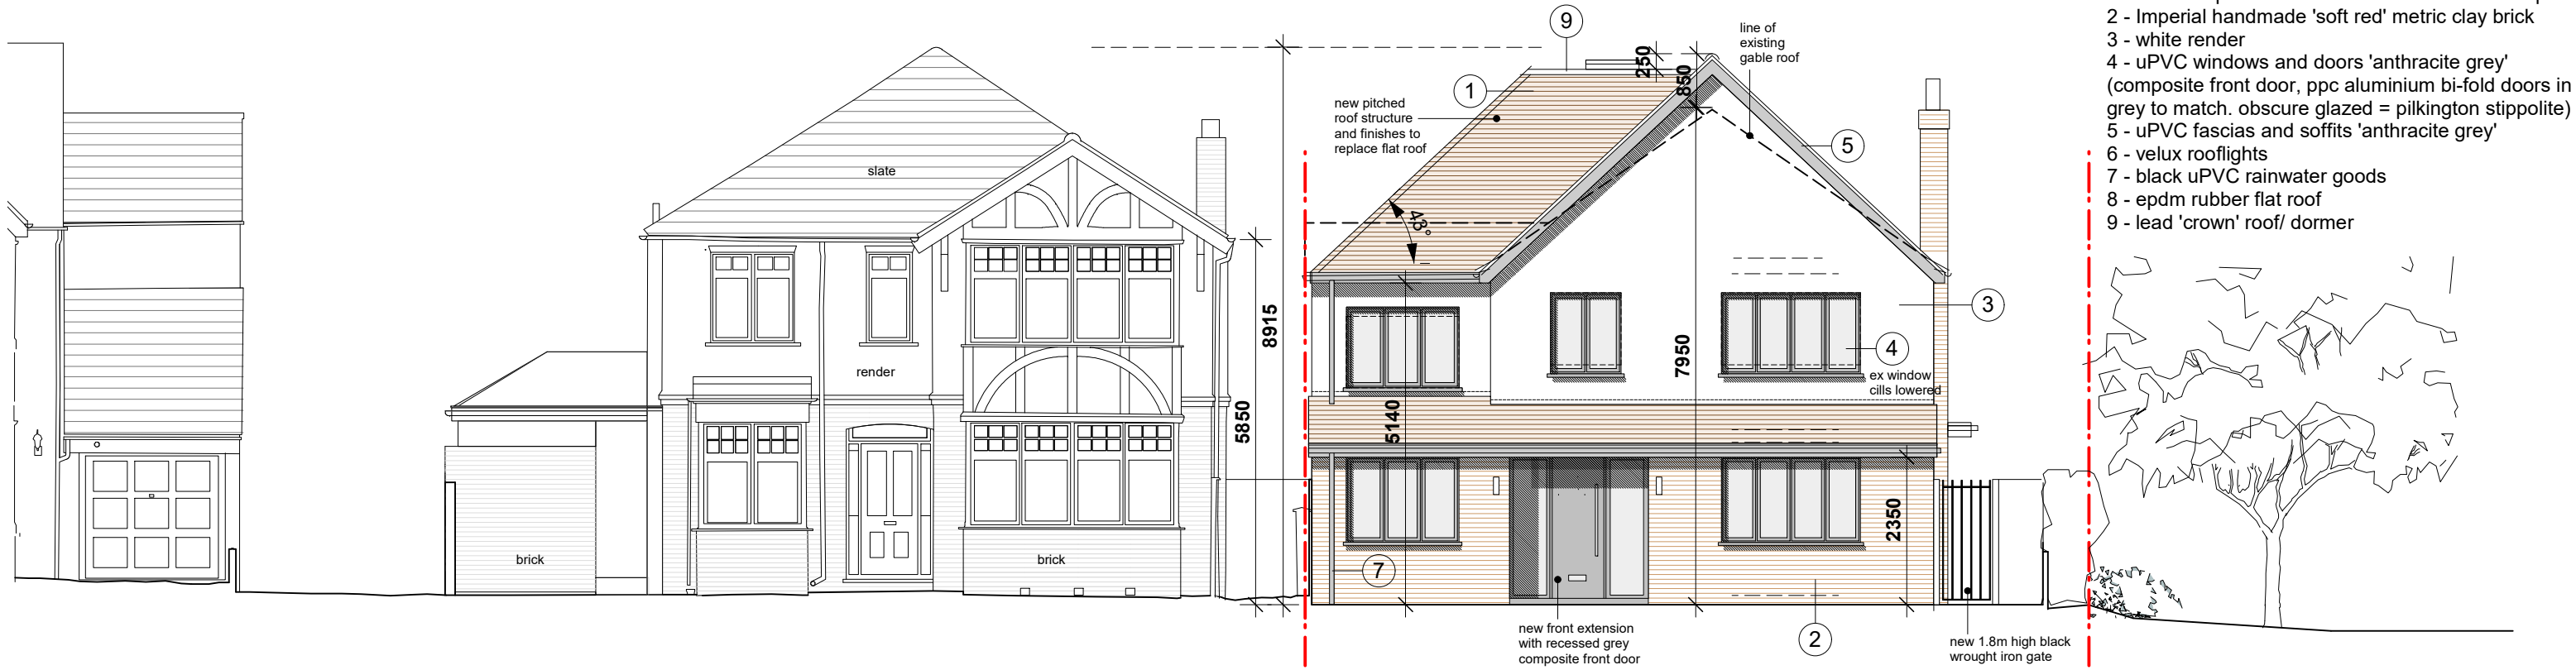 2 - Imperial handmade 'soft red' metric clay brick
3 - white render
4 - uPVC windows and doors 'anthracite grey'
(composite front door, ppc aluminium bi-fold doors in
grey to match. obscure glazed = pilkington stippolite)
5 - uPVC fascias and soffits 'anthracite grey'
6 - velux rooflights
7 - black uPVC rainwater goods
8 - epdm rubber flat roof
9 - lead 'crown' roof/ dormer
9
line of
existing
gable roof
250
850
1
new pitched
roof structure
and finishes to
replace flat roof
5
slate
43°
3
8915
7950
4
ex window
cills lowered
render
5850
5140
2350
brick
brick
7
2
new front extension
with recessed grey
composite front door
new 1.8m high black
wrought iron gate